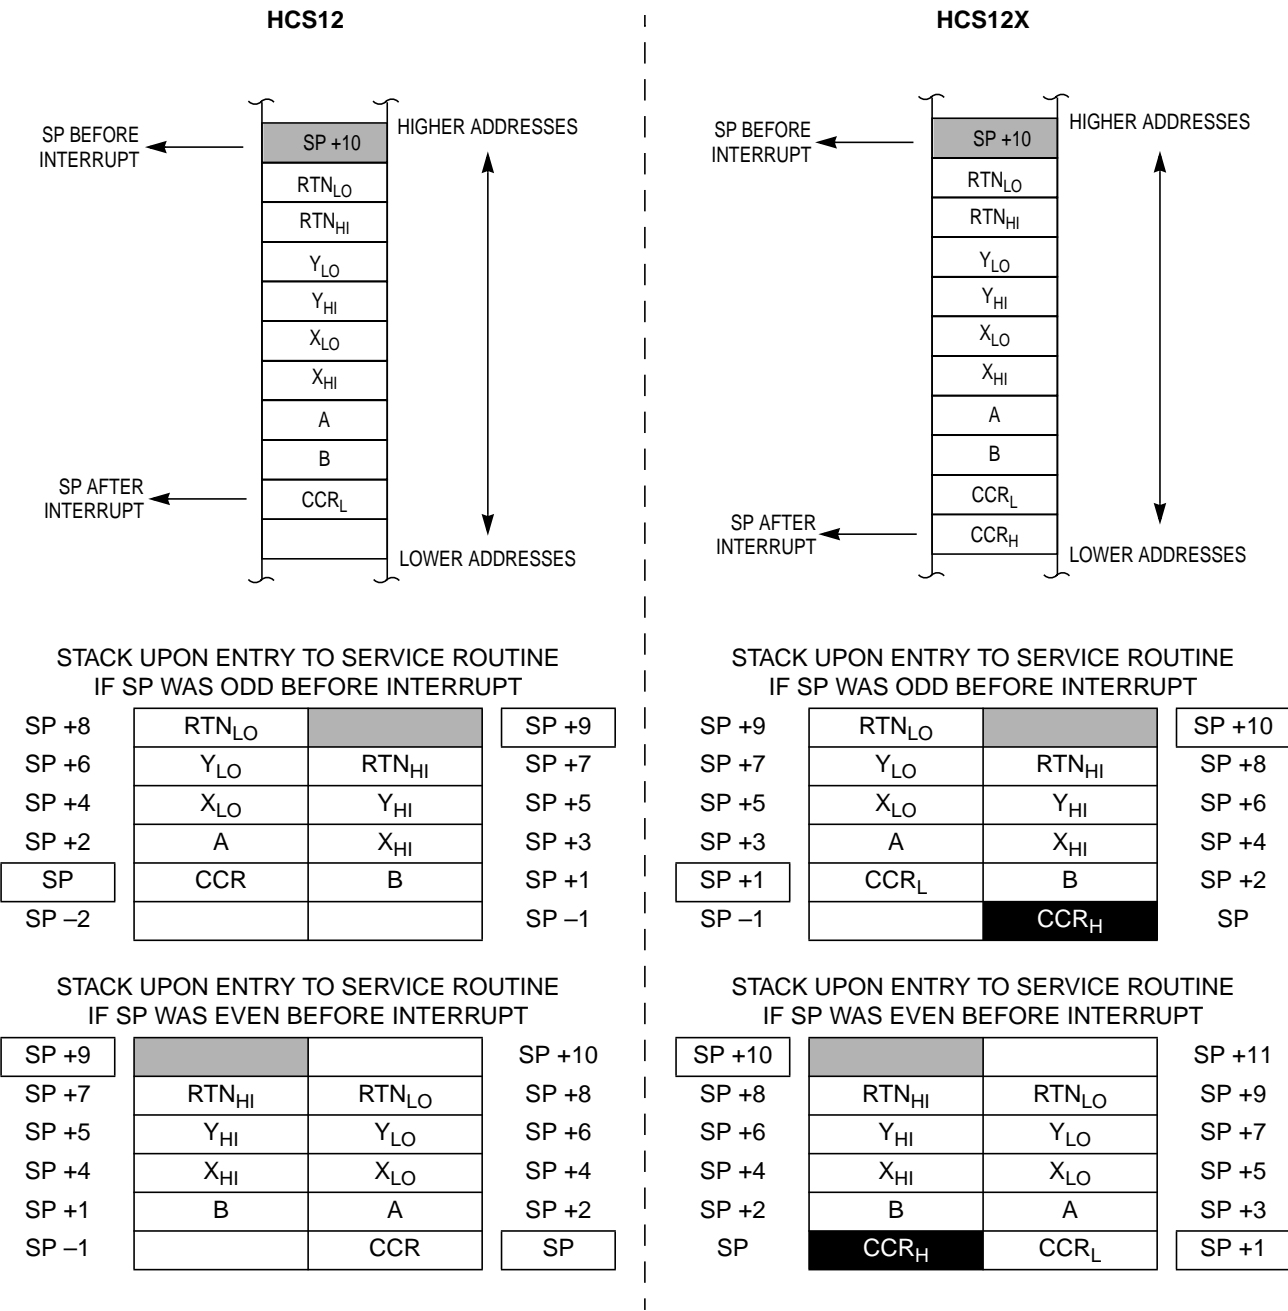 HCS12
SP BEFORE
INTERRUPT
HIGHER ADDRESSES
SP +10
RTNLO
RTNHI
YLO
YHI
XLO
XHI
A
B
CCRL
SP AFTER
INTERRUPT
LOWER ADDRESSES
STACK UPON ENTRY TO SERVICE ROUTINE
IF SP WAS ODD BEFORE INTERRUPT
SP +8 RTNLO SP +9
SP +6 YLO RTNHI SP +7
SP +4 XLO YHI SP +5
SP +2 A XHI SP +3
SP CCR B SP +1
SP –2 SP –1
STACK UPON ENTRY TO SERVICE ROUTINE
IF SP WAS EVEN BEFORE INTERRUPT
SP +9 SP +10
SP +7 RTNHI RTNLO SP +8
SP +5 YHI YLO SP +6
SP +4 XHI XLO SP +4
SP +1 B A SP +2
SP –1 CCR SP
HCS12X
SP BEFORE
INTERRUPT
HIGHER ADDRESSES
SP +10
RTNLO
RTNHI
YLO
YHI
XLO
XHI
A
B
CCRL
CCRH
SP AFTER
INTERRUPT
LOWER ADDRESSES
STACK UPON ENTRY TO SERVICE ROUTINE
IF SP WAS ODD BEFORE INTERRUPT
SP +9 RTNLO SP +10
SP +7 YLO RTNHI SP +8
SP +5 XLO YHI SP +6
SP +3 A XHI SP +4
SP +1 CCRL B SP +2
SP –1 CCRH SP
STACK UPON ENTRY TO SERVICE ROUTINE
IF SP WAS EVEN BEFORE INTERRUPT
SP +10 SP +11
SP +8 RTNHI RTNLO SP +9
SP +6 YHI YLO SP +7
SP +4 XHI XLO SP +5
SP +2 B A SP +3
SP CCRH CCRL SP +1